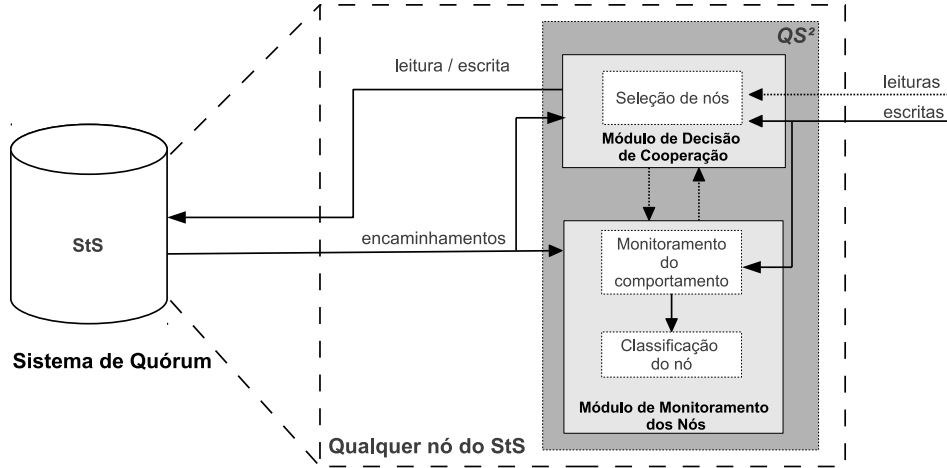 QS²
leitura / escrita
leituras
escritas
Seleção de nós
Módulo de Decisão
de Cooperação
StS
encaminhamentos
Monitoramento
do
comportamento
Classificação
do nó
Sistema de Quórum
Módulo de Monitoramento
dos Nós
Qualquer nó do StS